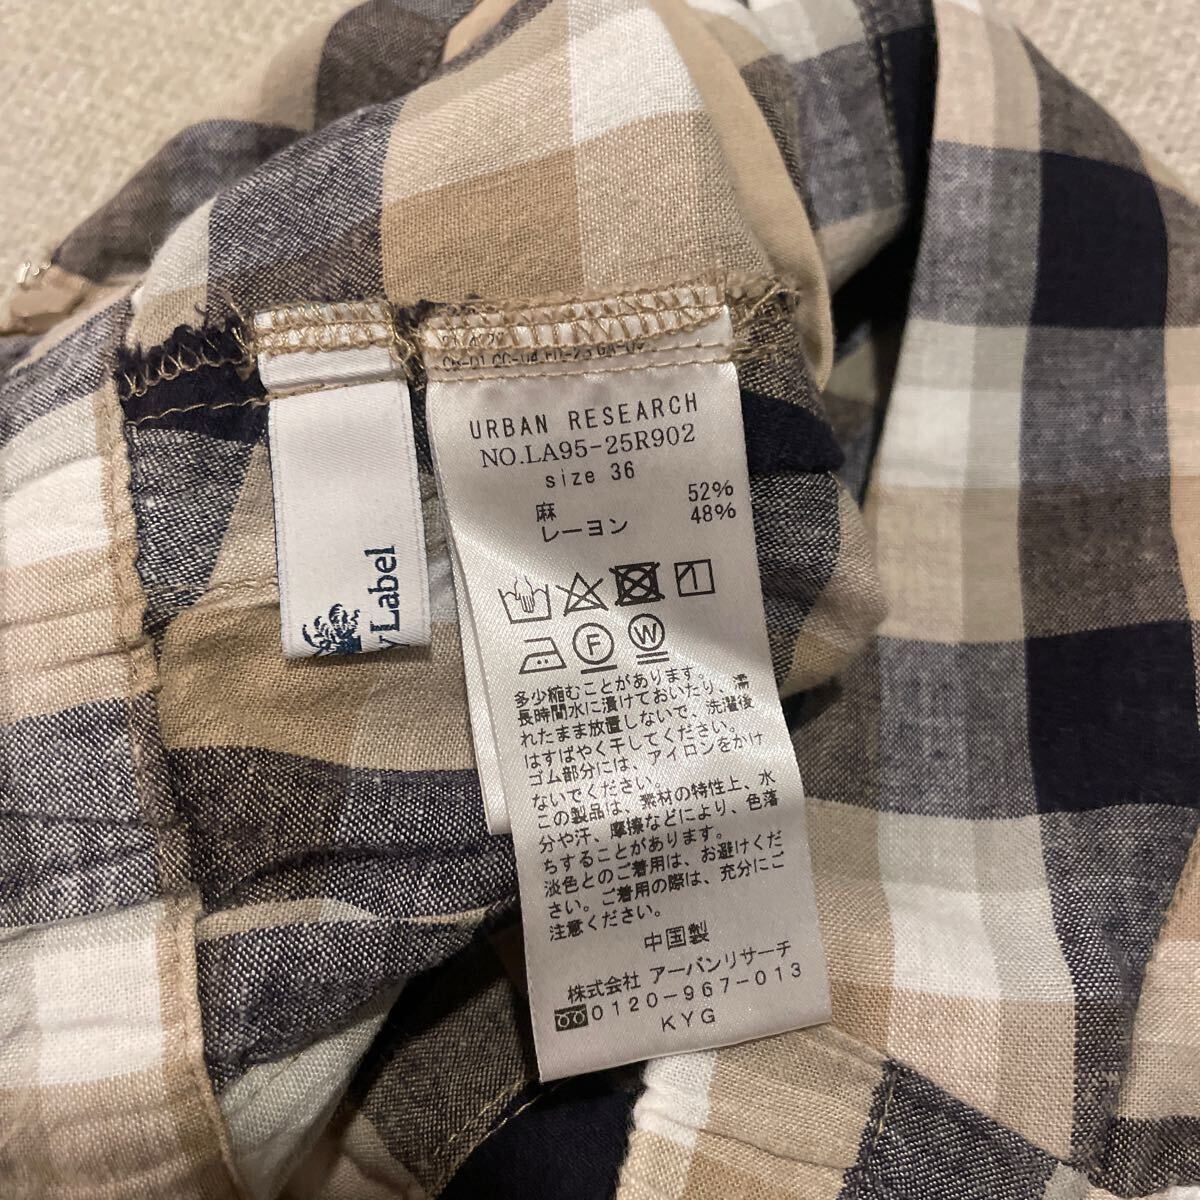 URBAN RESEARCH
NO.LA95-25R902
size 36
麻 52%
レーヨン 48%
F W
多少縮むことがあります。
長時間水に漬けておいたり、濡
れたまま放置しないで、洗濯後
はすばやく干してください。
ゴム部分には、アイロンをかけ
ないでください。
この製品は、素材の特性上、水
分や汗、摩擦などにより、色落
ちすることがあります。
淡色とのご着用は、お避けくだ
さい。ご着用の際は、充分にご
注意ください。
中国製
株式会社 アーバンリサーチ
0120-967-013
KYG
y Label